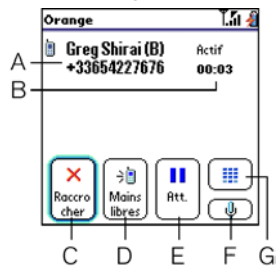 Orange
Greg Shirai (B) Actif
A +33654227676 00:03
B
Raccro
cher
Mains
libres
Att.
C D E F G